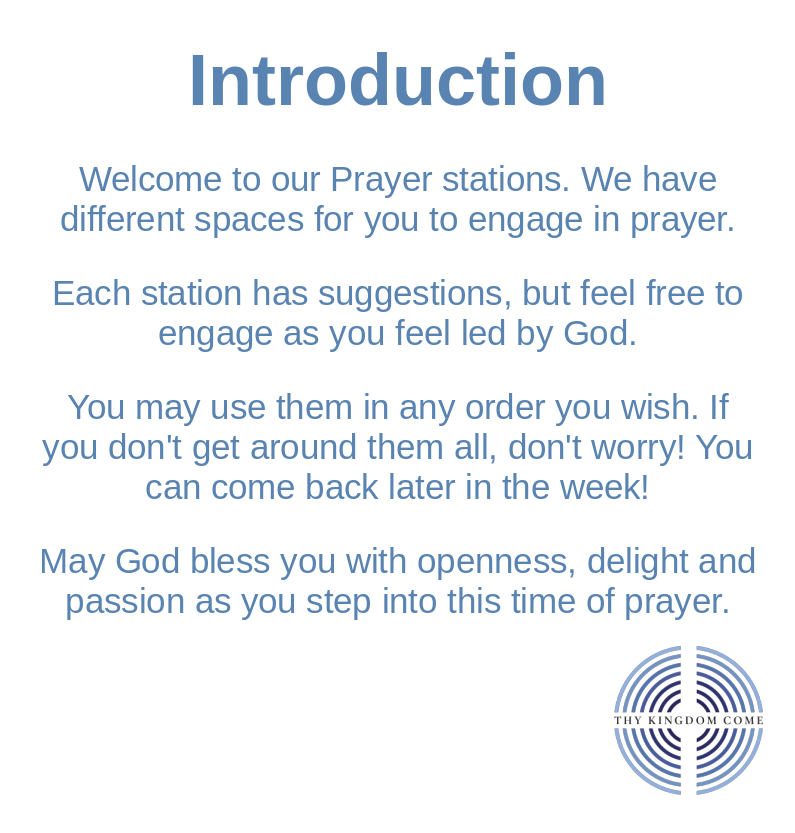 Introduction
Welcome to our Prayer stations. We have
different spaces for you to engage in prayer.
Each station has suggestions, but feel free to
engage as you feel led by God.
You may use them in any order you wish. If
you don't get around them all, don't worry! You
can come back later in the week!
May God bless you with openness, delight and
passion as you step into this time of prayer.
THY KINGDOM COME